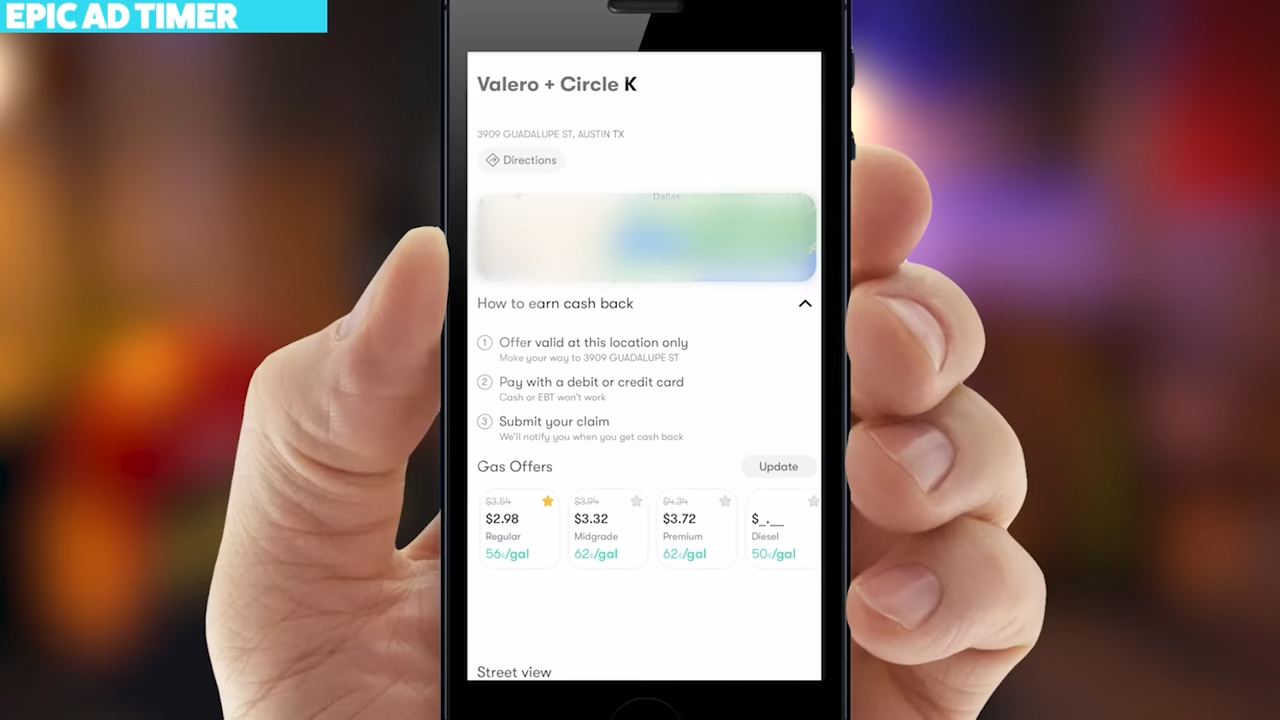 EPIC AD TIMER
Valero + Circle K
3909 GUADALUPE ST, AUSTIN TX
Directions
Dallas
How to earn cash back
1 Offer valid at this location only
Make your way to 3909 GUADALUPE ST
2 Pay with a debit or credit card
Cash or EBT won't work
3 Submit your claim
We'll notify you when you get cash back
Gas Offers
Update
$3.54 $3.94 $4.34
$2.98 $3.32 $3.72 $_.__
Regular Midgrade Premium Diesel
56¢/gal 62¢/gal 62¢/gal 50¢/gal
Street view